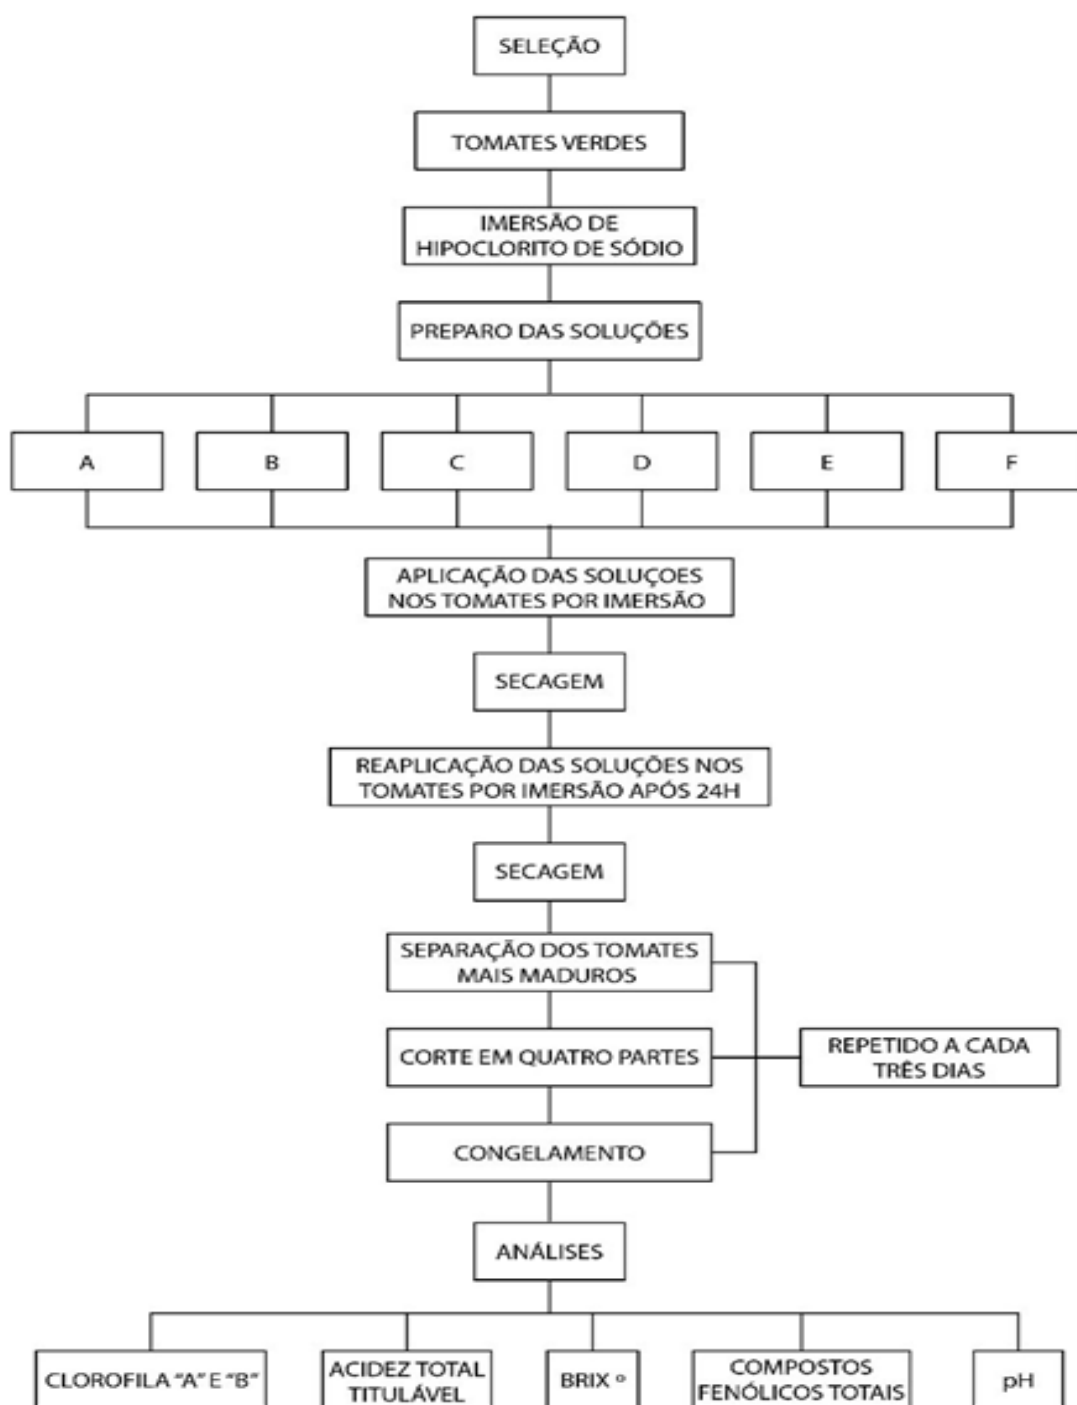 SELEÇÃO
TOMATES VERDES
IMERSÃO DE
HIPOCLORITO DE SÓDIO
PREPARO DAS SOLUÇÕES
A
B
C
D
E
F
APLICAÇÃO DAS SOLUÇOES
NOS TOMATES POR IMERSÃO
SECAGEM
REAPLICAÇÃO DAS SOLUÇÕES NOS
TOMATES POR IMERSÃO APÓS 24H
SECAGEM
SEPARAÇÃO DOS TOMATES
MAIS MADUROS
CORTE EM QUATRO PARTES
REPETIDO A CADA
TRÊS DIAS
CONGELAMENTO
ANÁLISES
CLOROFILA "A" E "B"
ACIDEZ TOTAL
TITULÁVEL
BRIX º
COMPOSTOS
FENÓLICOS TOTAIS
pH